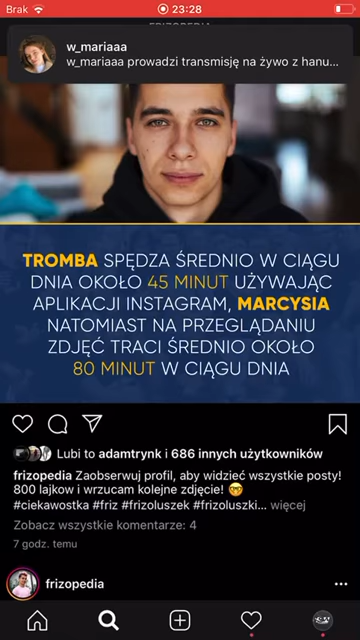 Brak
23:28
FRIZOPEDIA
w_mariaaa
w_mariaaa prowadzi transmisję na żywo z hanu...
TROMBA SPĘDZA ŚREDNIO W CIĄGU
DNIA OKOŁO 45 MINUT UŻYWAJĄC
APLIKACJI INSTAGRAM, MARCYSIA
NATOMIAST NA PRZEGLĄDANIU
ZDJĘĆ TRACI ŚREDNIO OKOŁO
80 MINUT W CIĄGU DNIA
Lubi to adamtrynk i 686 innych użytkowników
frizopedia Zaobserwuj profil, aby widzieć wszystkie posty!
800 lajkow i wrzucam kolejne zdjęcie! 🤓
#ciekawostka #friz #frizoluszek #frizoluszki... więcej
Zobacz wszystkie komentarze: 4
7 godz. temu
frizopedia